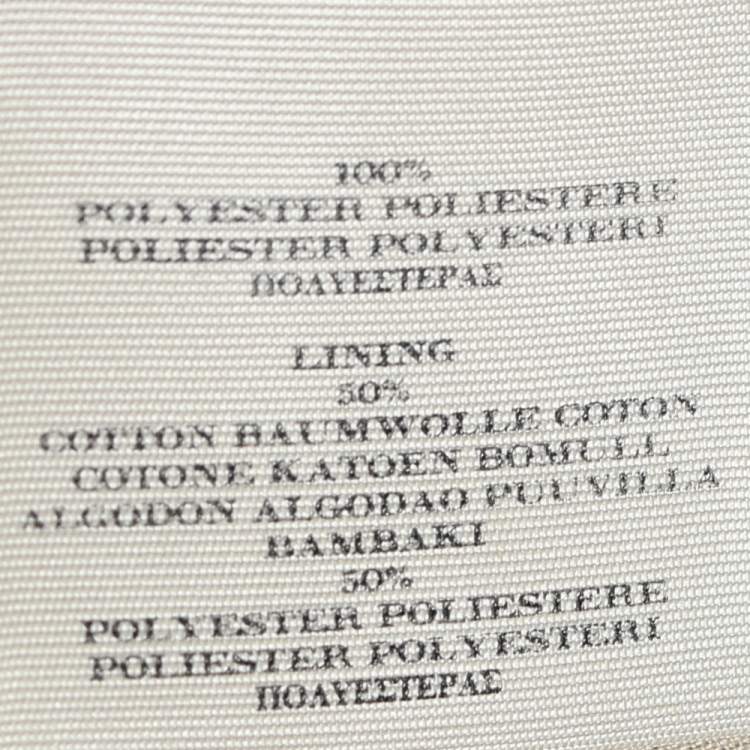 100%
POLYESTER POLIESTERE
POLIESTER POLYESTERI
ΠΟΛΥΕΣΤΕΡΑΣ
LINING
50%
COTTON BAUMWOLLE COTON
COTONE KATOEN BOMULL
ALGODON ALGODAO PUUVILLA
BAMBAKI
50%
POLYESTER POLIESTERE
POLIESTER POLYESTERI
ΠΟΛΥΕΣΤΕΡΑΣ